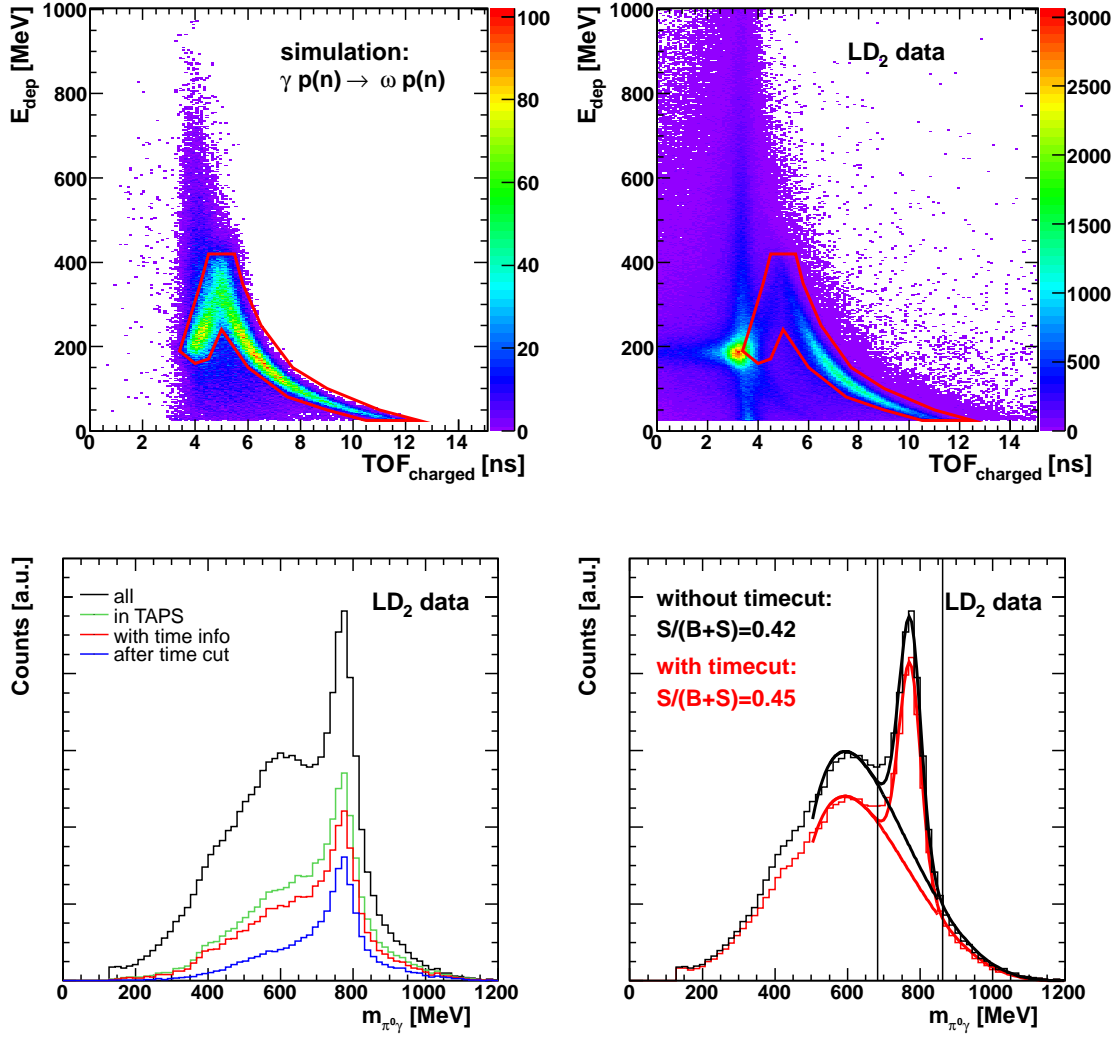 E_dep [MeV]
1000
800
600
400
200
0
0 2 4 6 8 10 12 14
TOF_charged [ns]
simulation:
γ p(n) → ω p(n)
100
80
60
40
20
0
E_dep [MeV]
1000
800
600
400
200
0
0 2 4 6 8 10 12 14
TOF_charged [ns]
LD₂ data
3000
2500
2000
1500
1000
500
0
Counts [a.u.]
all
in TAPS
with time info
after time cut
LD₂ data
0 200 400 600 800 1000 1200
m_π⁰γ [MeV]
Counts [a.u.]
without timecut:
S/(B+S)=0.42
with timecut:
S/(B+S)=0.45
LD₂ data
0 200 400 600 800 1000 1200
m_π⁰γ [MeV]